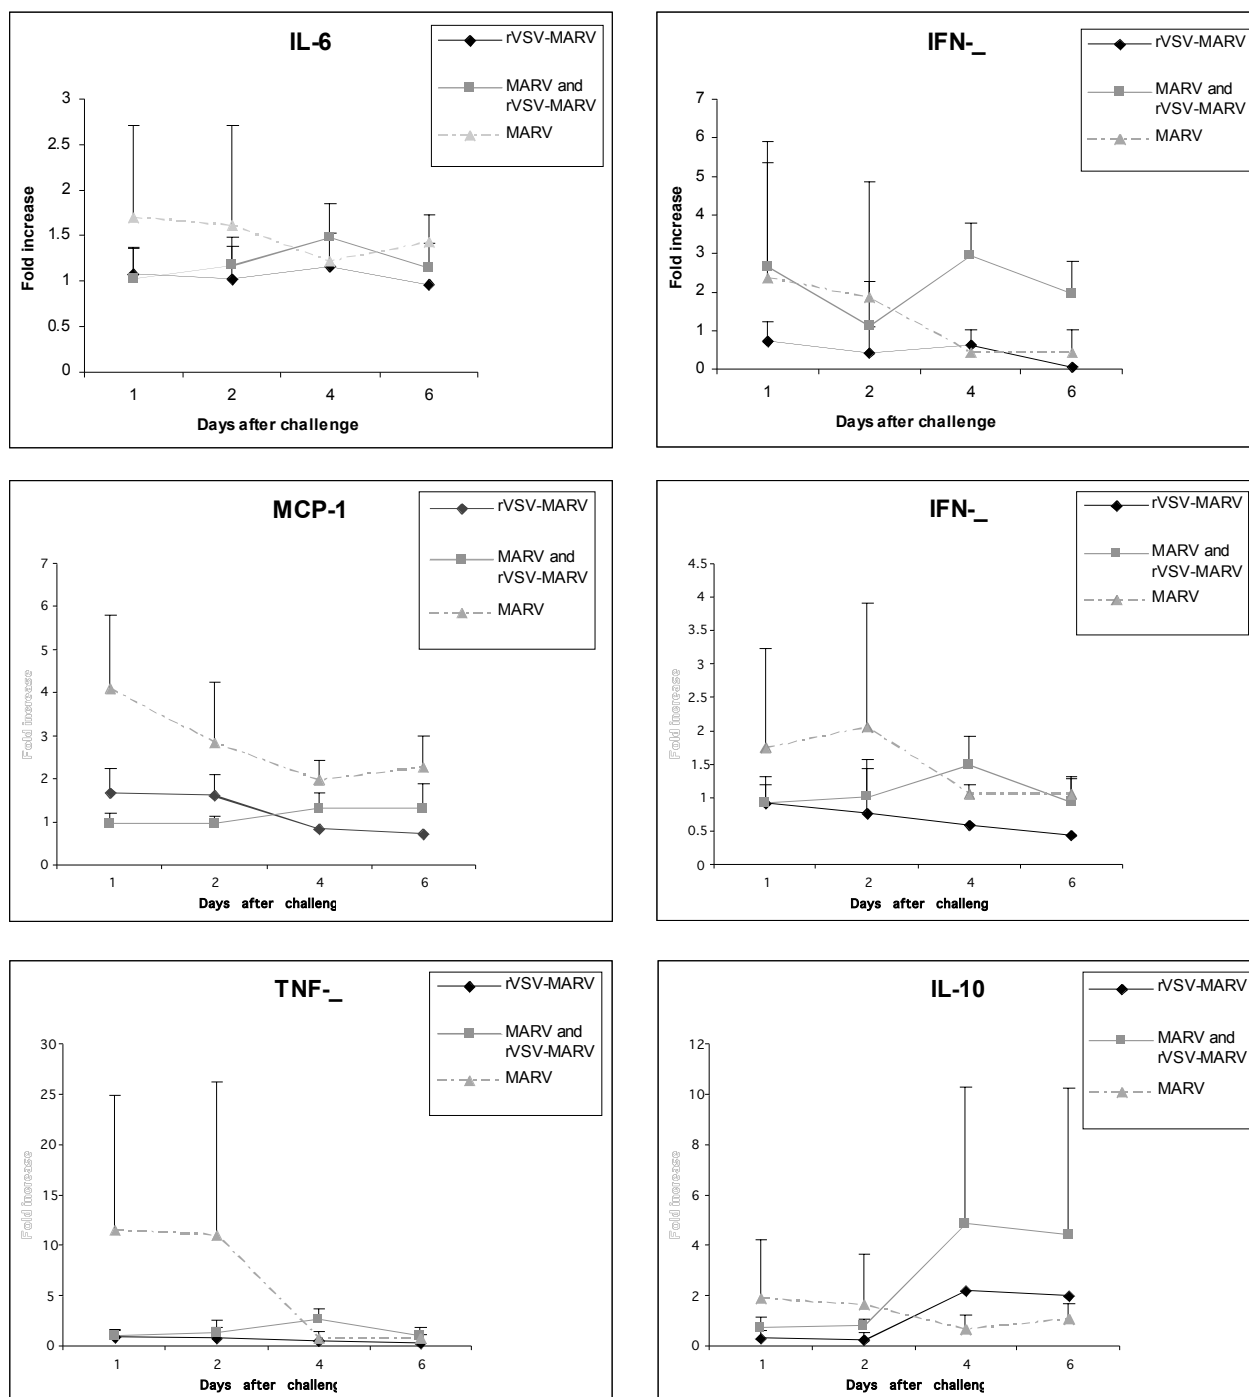 IL-6
rVSV-MARV
MARV and
rVSV-MARV
MARV
3
2.5
2
1.5
1
0.5
0
Fold increase
1 2 4 6
Days after challenge
IFN-_
rVSV-MARV
MARV and
rVSV-MARV
MARV
7
6
5
4
3
2
1
0
Fold increase
1 2 4 6
Days after challenge
MCP-1
rVSV-MARV
MARV and
rVSV-MARV
MARV
7
6
5
4
3
2
1
0
Fold increase
1 2 4 6
Days after challeng
IFN-_
rVSV-MARV
MARV and
rVSV-MARV
MARV
4.5
4
3.5
3
2.5
2
1.5
1
0.5
0
Fold increase
1 2 4 6
Days after challeng
TNF-_
rVSV-MARV
MARV and
rVSV-MARV
MARV
30
25
20
15
10
5
0
Fold increase
1 2 4 6
Days after challeng
IL-10
rVSV-MARV
MARV and
rVSV-MARV
MARV
12
10
8
6
4
2
0
Fold increase
1 2 4 6
Days after challeng